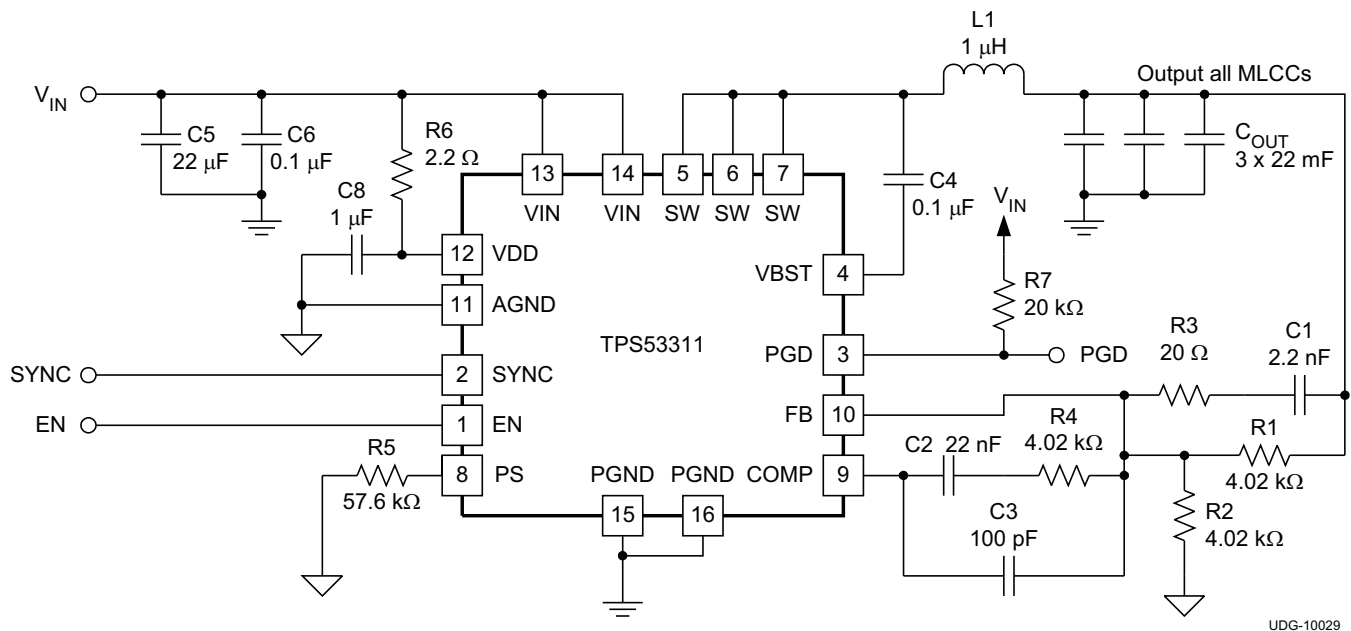 L1
1 µH
Output all MLCCs
VIN
C5
22 µF
C6
0.1 µF
R6
2.2 Ω
COUT
3 x 22 mF
13
14
5
6
7
VIN
VIN
SW
SW
SW
C4
0.1 µF
VIN
C8
1 µF
12
VDD
VBST
4
R7
20 kΩ
11
AGND
TPS53311
PGD
3
PGD
R3
20 Ω
C1
2.2 nF
SYNC
2
SYNC
EN
1
EN
FB
10
R4
4.02 kΩ
R1
4.02 kΩ
C2
22 nF
R5
57.6 kΩ
8
PS
PGND
PGND
COMP
9
15
16
C3
100 pF
R2
4.02 kΩ
UDG-10029